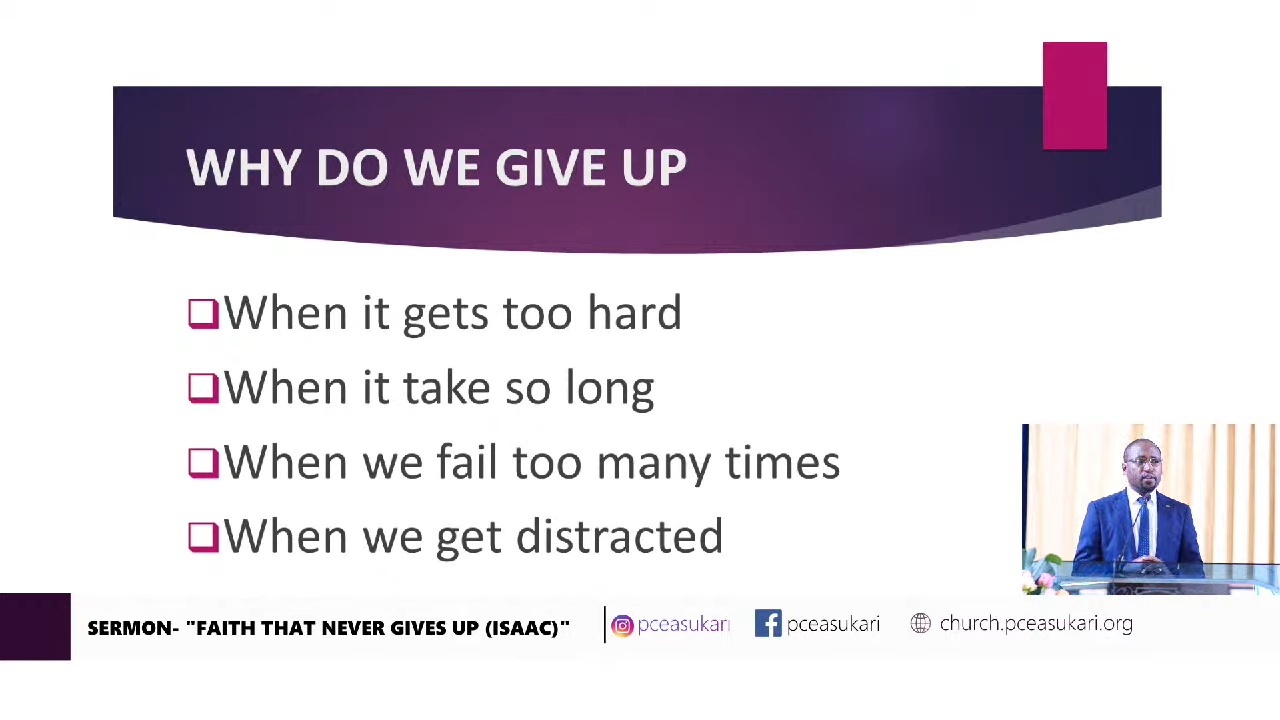 WHY DO WE GIVE UP
When it gets too hard
When it take so long
When we fail too many times
When we get distracted
SERMON- "FAITH THAT NEVER GIVES UP (ISAAC)"
pceasukari
pceasukari
church.pceasukari.org